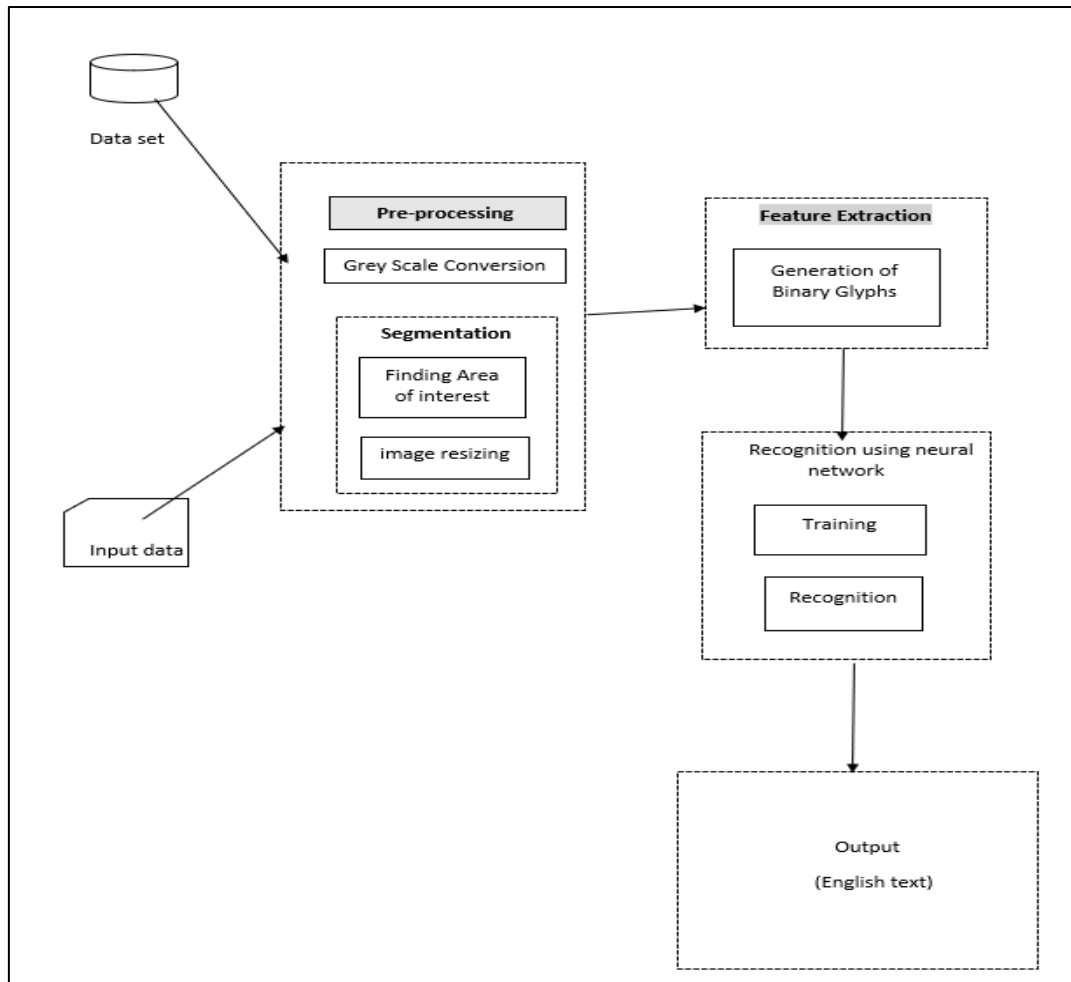 Data set
Pre-processing
Grey Scale Conversion
Segmentation
Finding Area
of interest
image resizing
Input data
Feature Extraction
Generation of
Binary Glyphs
Recognition using neural
network
Training
Recognition
Output
(English text)